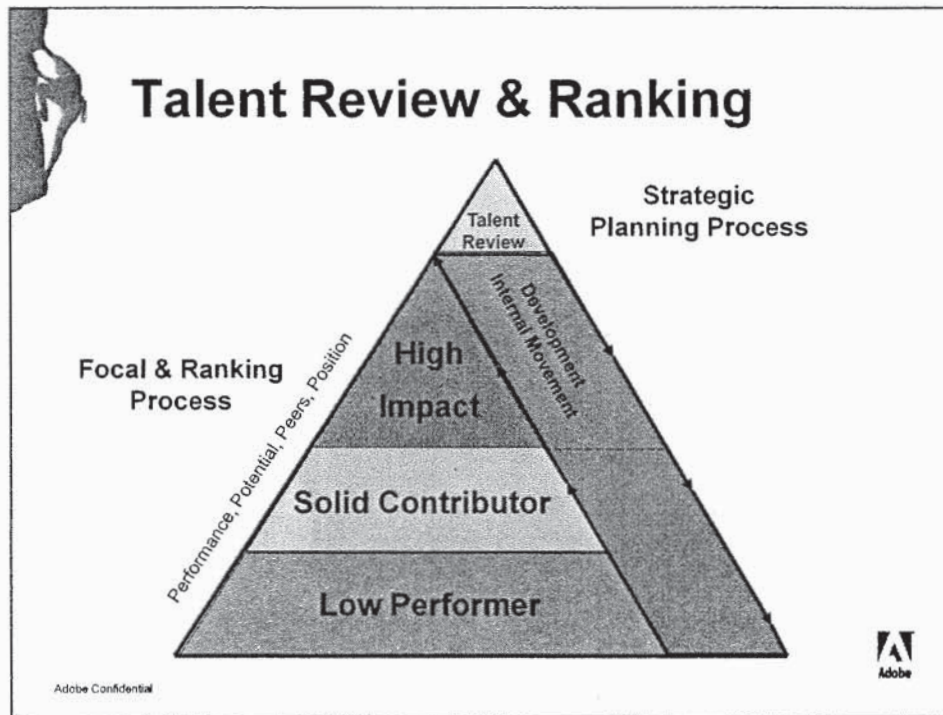 Talent Review & Ranking
Strategic
Planning Process
Talent
Review
Development
Internal Movement
Focal & Ranking
Process
Performance, Potential, Peers, Position
High
Impact
Solid Contributor
Low Performer
Adobe Confidential
Adobe